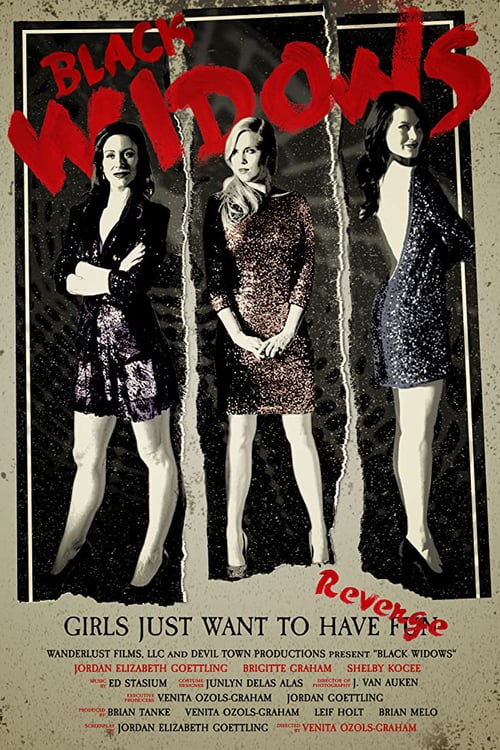 BLACK
WIDOWS
Revenge
GIRLS JUST WANT TO HAVE FUN
WANDERLUST FILMS, LLC AND DEVIL TOWN PRODUCTIONS PRESENT "BLACK WIDOWS"
JORDAN ELIZABETH GOETTLING BRIGITTE GRAHAM SHELBY KOCEE
MUSIC BY ED STASIUM COSTUME DESIGNER JUNLYN DELAS ALAS DIRECTOR OF PHOTOGRAPHY J. VAN AUKEN
EXECUTIVE PRODUCERS VENITA OZOLS-GRAHAM JORDAN GOETTLING
PRODUCED BY BRIAN TANKE VENITA OZOLS-GRAHAM LEIF HOLT BRIAN MELO
SCREENPLAY BY JORDAN ELIZABETH GOETTLING DIRECTED BY VENITA OZOLS-GRAHAM